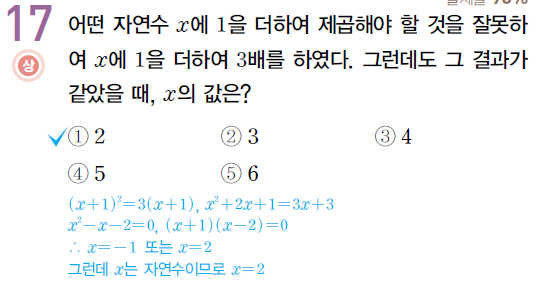 17 어떤 자연수 x에 1을 더하여 제곱해야 할 것을 잘못하
상 여 x에 1을 더하여 3배를 하였다. 그런데도 그 결과가
같았을 때, x의 값은?
① 2 ② 3 ③ 4
④ 5 ⑤ 6
(x+1)²=3(x+1), x²+2x+1=3x+3
x²-x-2=0, (x+1)(x-2)=0
∴ x=-1 또는 x=2
그런데 x는 자연수이므로 x=2